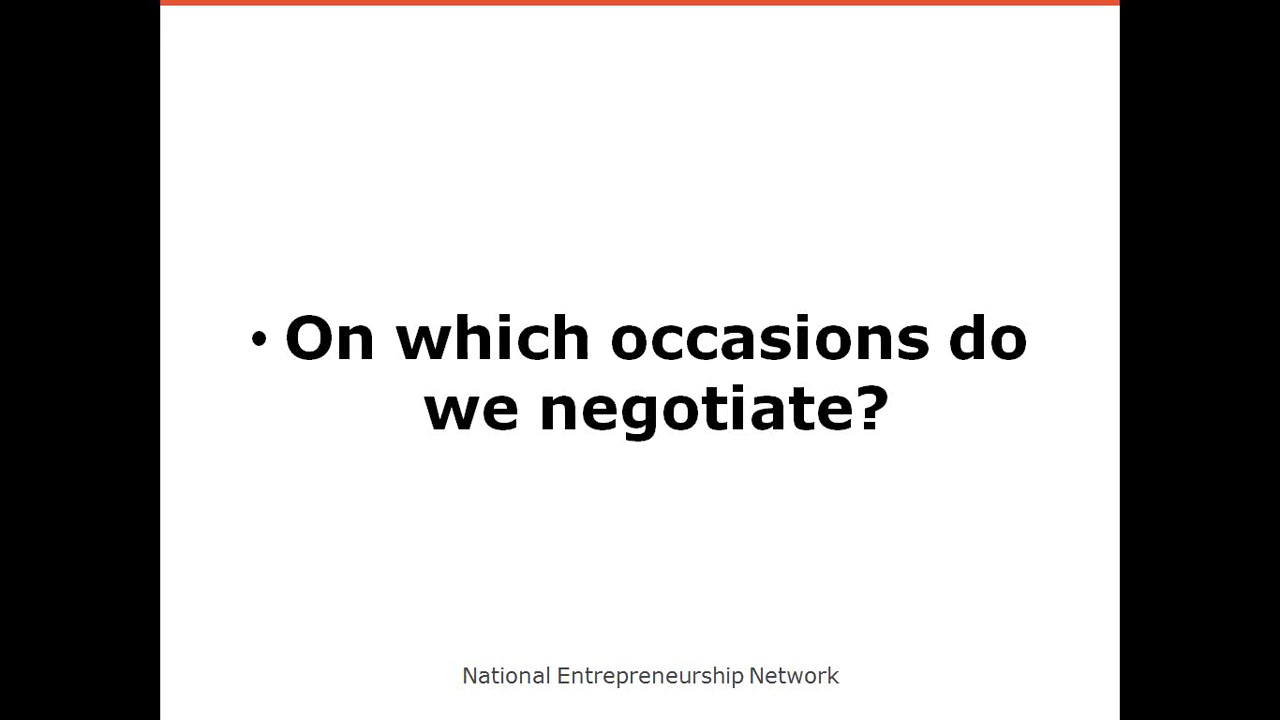 • On which occasions do
we negotiate?
National Entrepreneurship Network